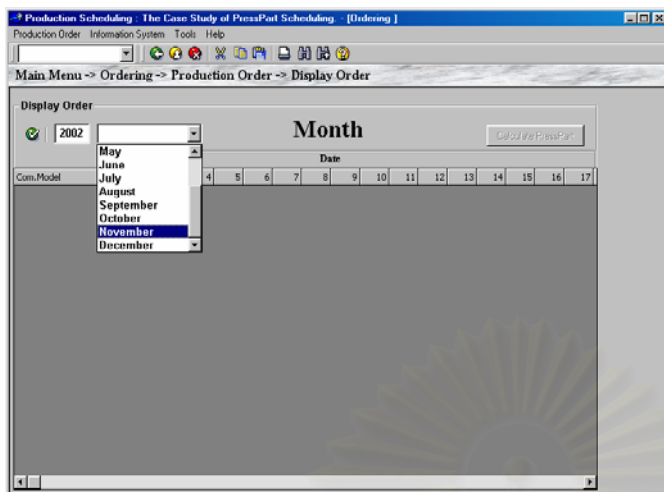 Production Scheduling : The Case Study of PressPart Scheduling. - [Ordering ]
Production Order Information System Tools Help
Main Menu -> Ordering -> Production Order -> Display Order
Display Order
2002
Month
Calculate PressPart
Date
Com.Model 4 5 6 7 8 9 10 11 12 13 14 15 16 17
May
June
July
August
September
October
November
December